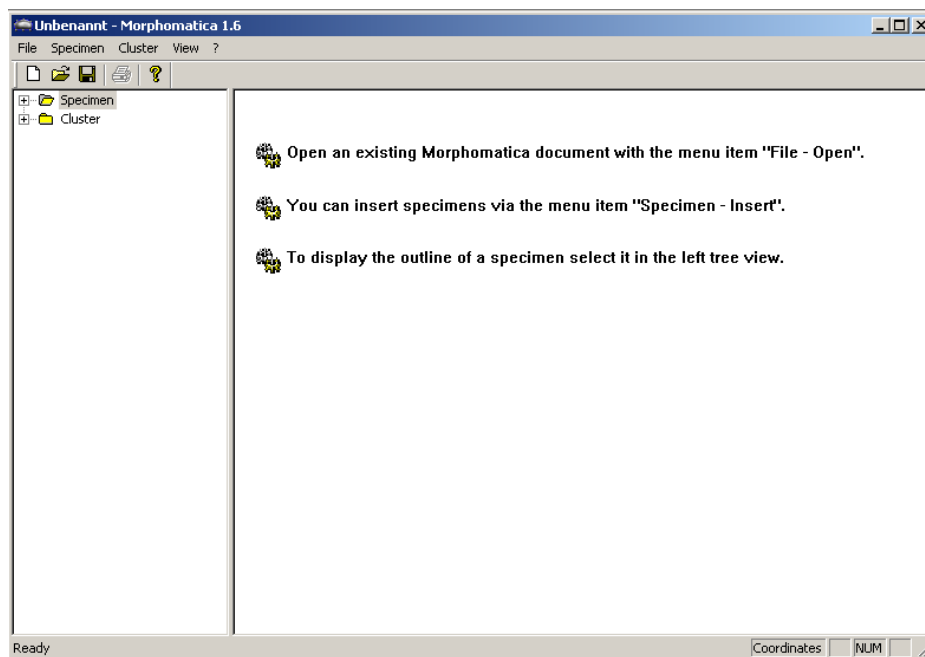 Unbenannt - Morphomatica 1.6
File Specimen Cluster View ?
Specimen
Cluster
Open an existing Morphomatica document with the menu item "File - Open".
You can insert specimens via the menu item "Specimen - Insert".
To display the outline of a specimen select it in the left tree view.
Ready Coordinates NUM